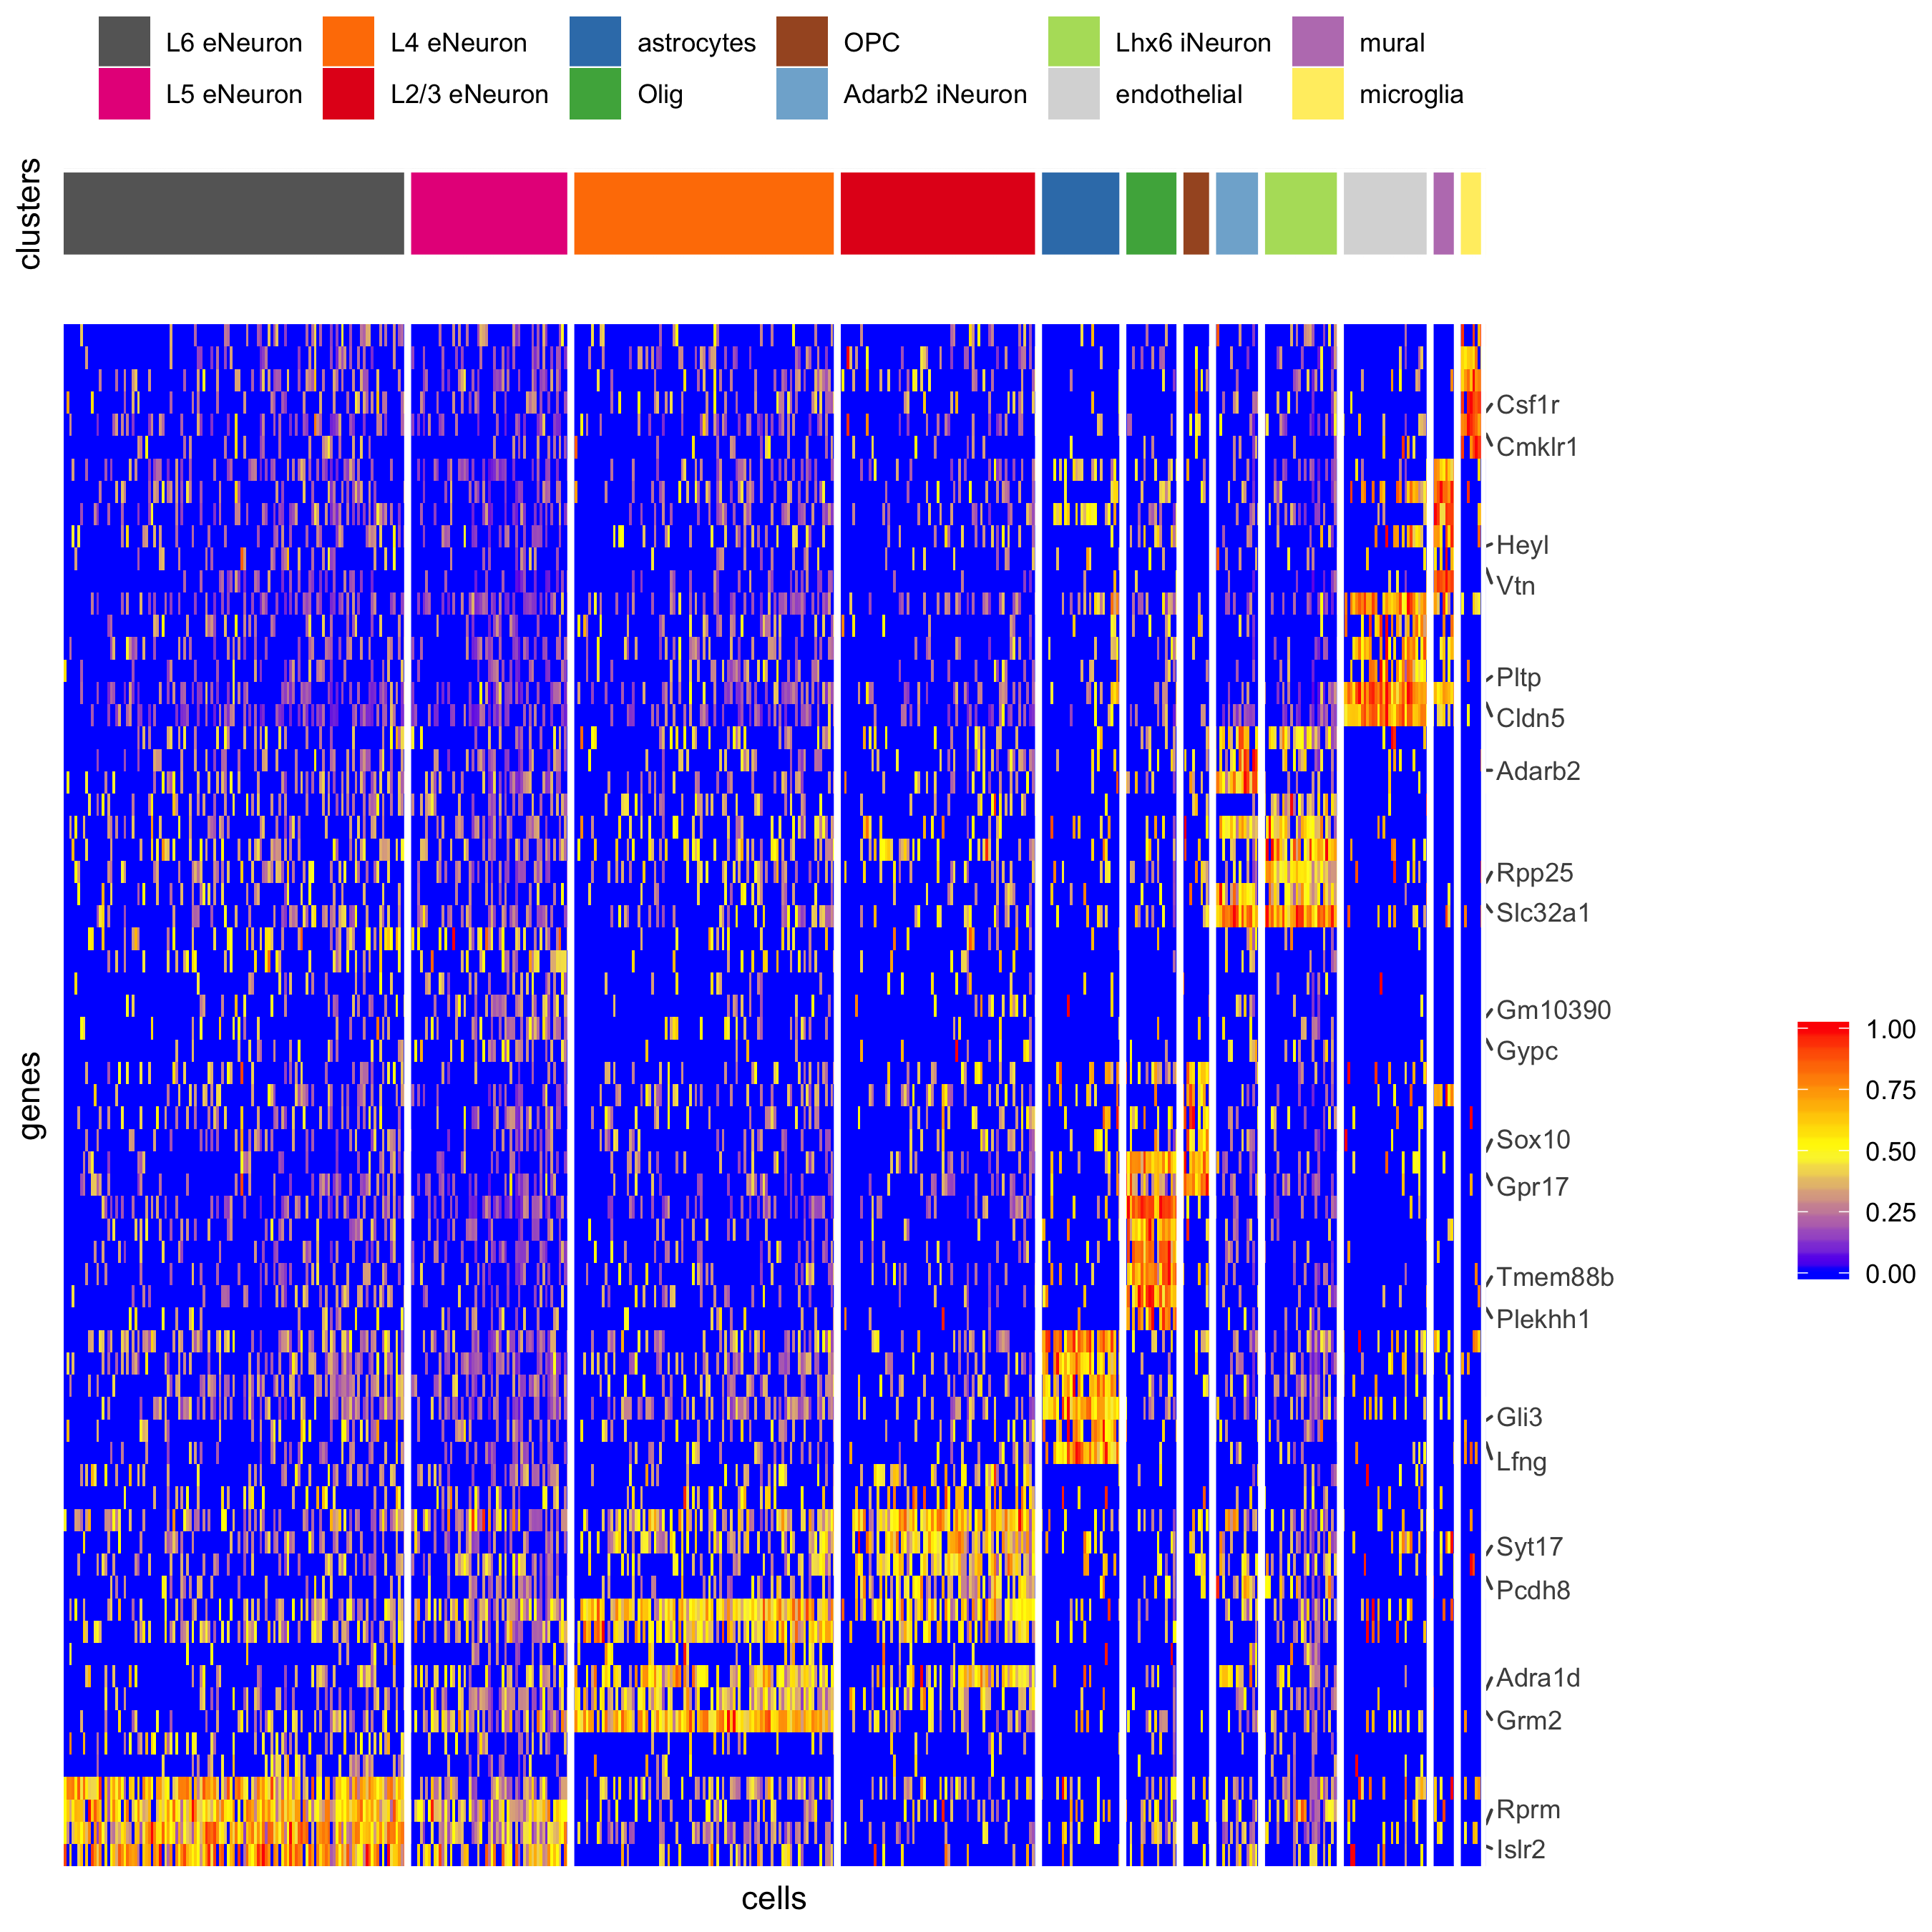 L6 eNeuron L4 eNeuron astrocytes OPC Lhx6 iNeuron mural
L5 eNeuron L2/3 eNeuron Olig Adarb2 iNeuron endothelial microglia
clusters
genes
Csf1r
Cmklr1
Heyl
Vtn
Pltp
Cldn5
Adarb2
Rpp25
Slc32a1
Gm10390
Gypc
Sox10
Gpr17
Tmem88b
Plekhh1
Gli3
Lfng
Syt17
Pcdh8
Adra1d
Grm2
Rprm
Islr2
1.00
0.75
0.50
0.25
0.00
cells